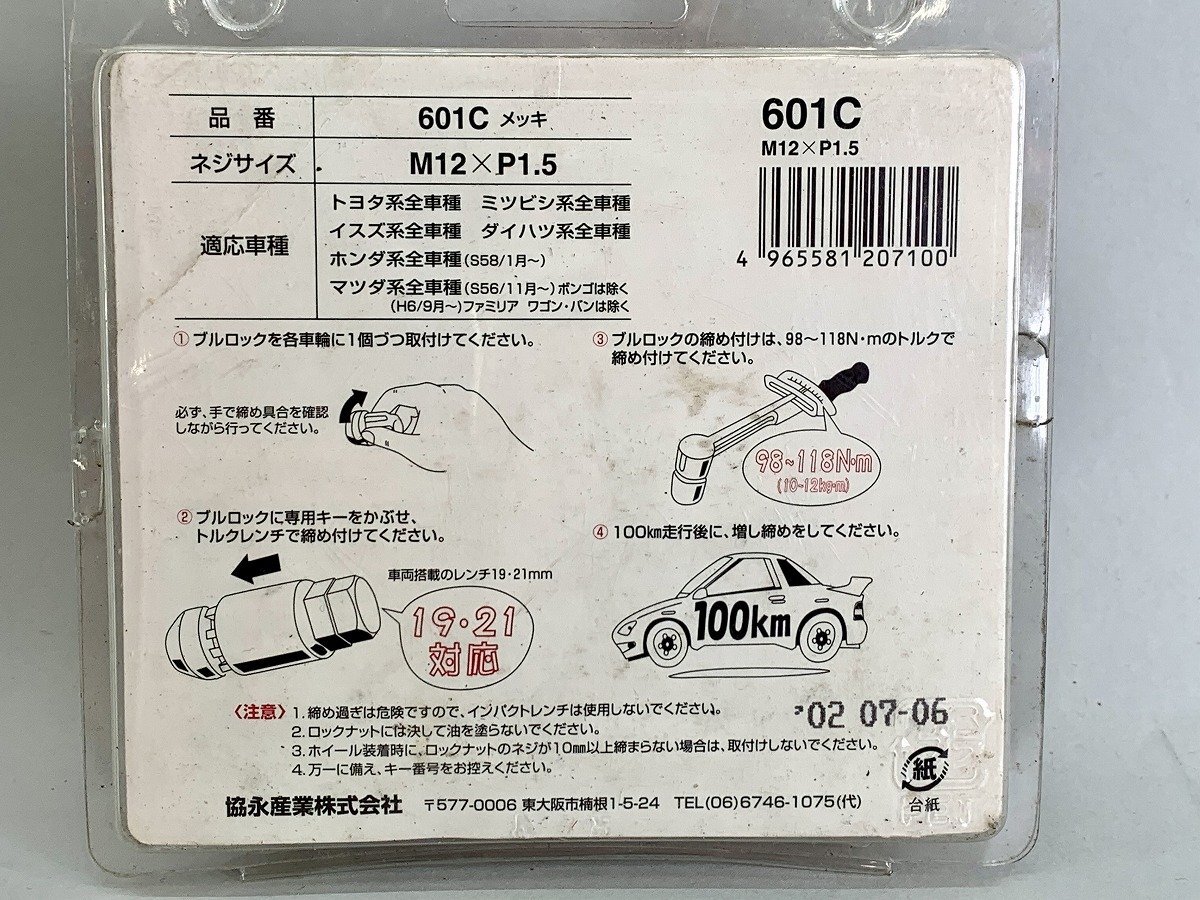 品番 601C メッキ
ネジサイズ M12×P1.5
適応車種
トヨタ系全車種 ミツビシ系全車種
イスズ系全車種 ダイハツ系全車種
ホンダ系全車種(S58/1月〜)
マツダ系全車種(S56/11月〜)ボンゴは除く
(H6/9月〜)ファミリア ワゴン・バンは除く
601C
M12×P1.5
4 965581 207100
① ブルロックを各車輪に1個づつ取付けてください。
必ず、手で締め具合を確認
しながら行ってください。
② ブルロックに専用キーをかぶせ、
トルクレンチで締め付けてください。
車両搭載のレンチ19・21mm
19・21
対応
③ ブルロックの締め付けは、98〜118N・mのトルクで
締め付けてください。
98~118N・m
(10~12kg・m)
④ 100km走行後に、増し締めをしてください。
100km
〈注意〉1. 締め過ぎは危険ですので、インパクトレンチは使用しないでください。
2. ロックナットには決して油を塗らないでください。
3. ホイール装着時に、ロックナットのネジが10mm以上締まらない場合は、取付けしないでください。
4. 万一に備え、キー番号をお控えください。
'02 07-06
紙
台紙
協永産業株式会社 〒577-0006 東大阪市楠根1-5-24 TEL(06)6746-1075(代)